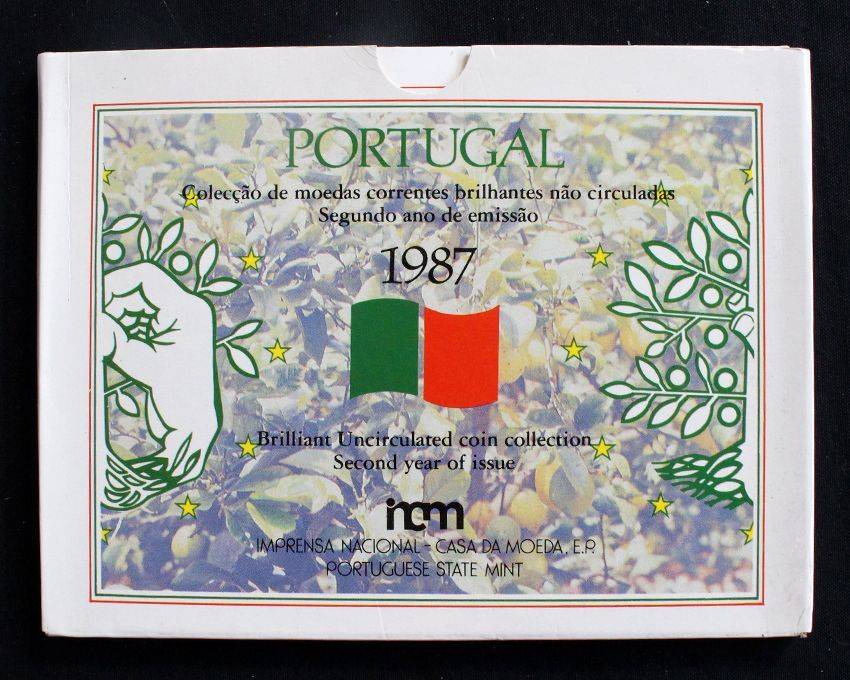 PORTUGAL
Colecção de moedas correntes brilhantes não circuladas
Segundo ano de emissão
1987
Brilliant Uncirculated coin collection
Second year of issue
incm
IMPRENSA NACIONAL - CASA DA MOEDA, E.P.
PORTUGUESE STATE MINT